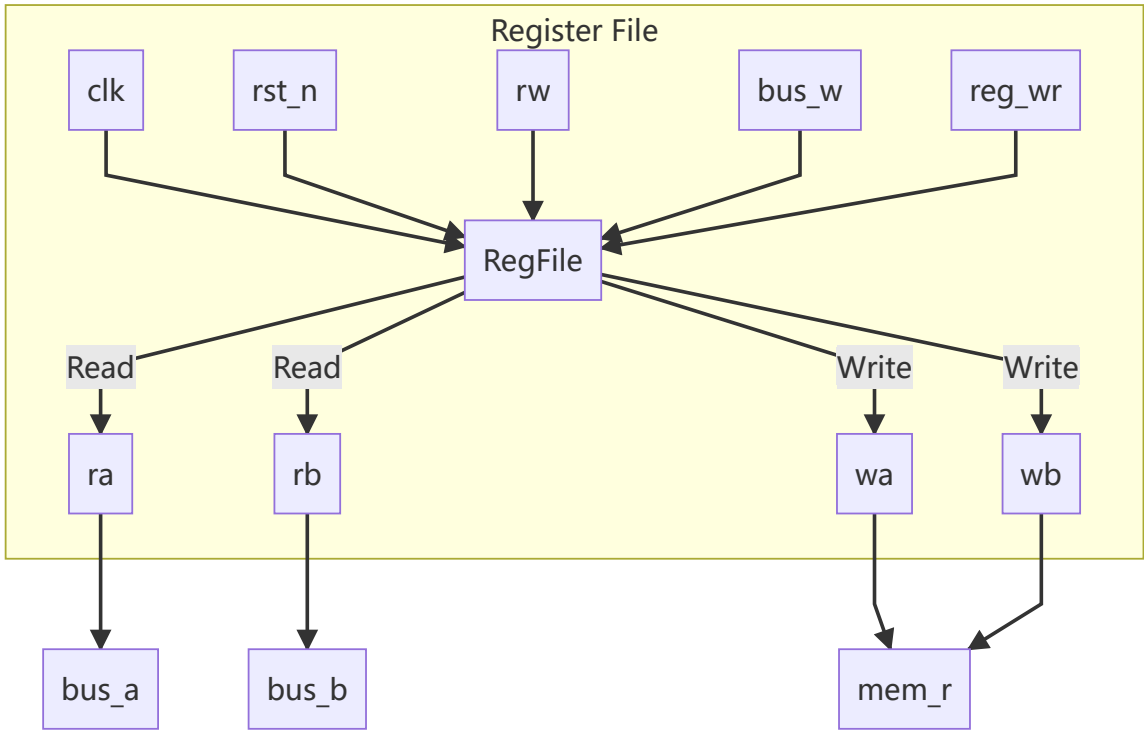 Register File
clk
rst_n
rw
bus_w
reg_wr
RegFile
Read
Read
Write
Write
ra
rb
wa
wb
bus_a
bus_b
mem_r